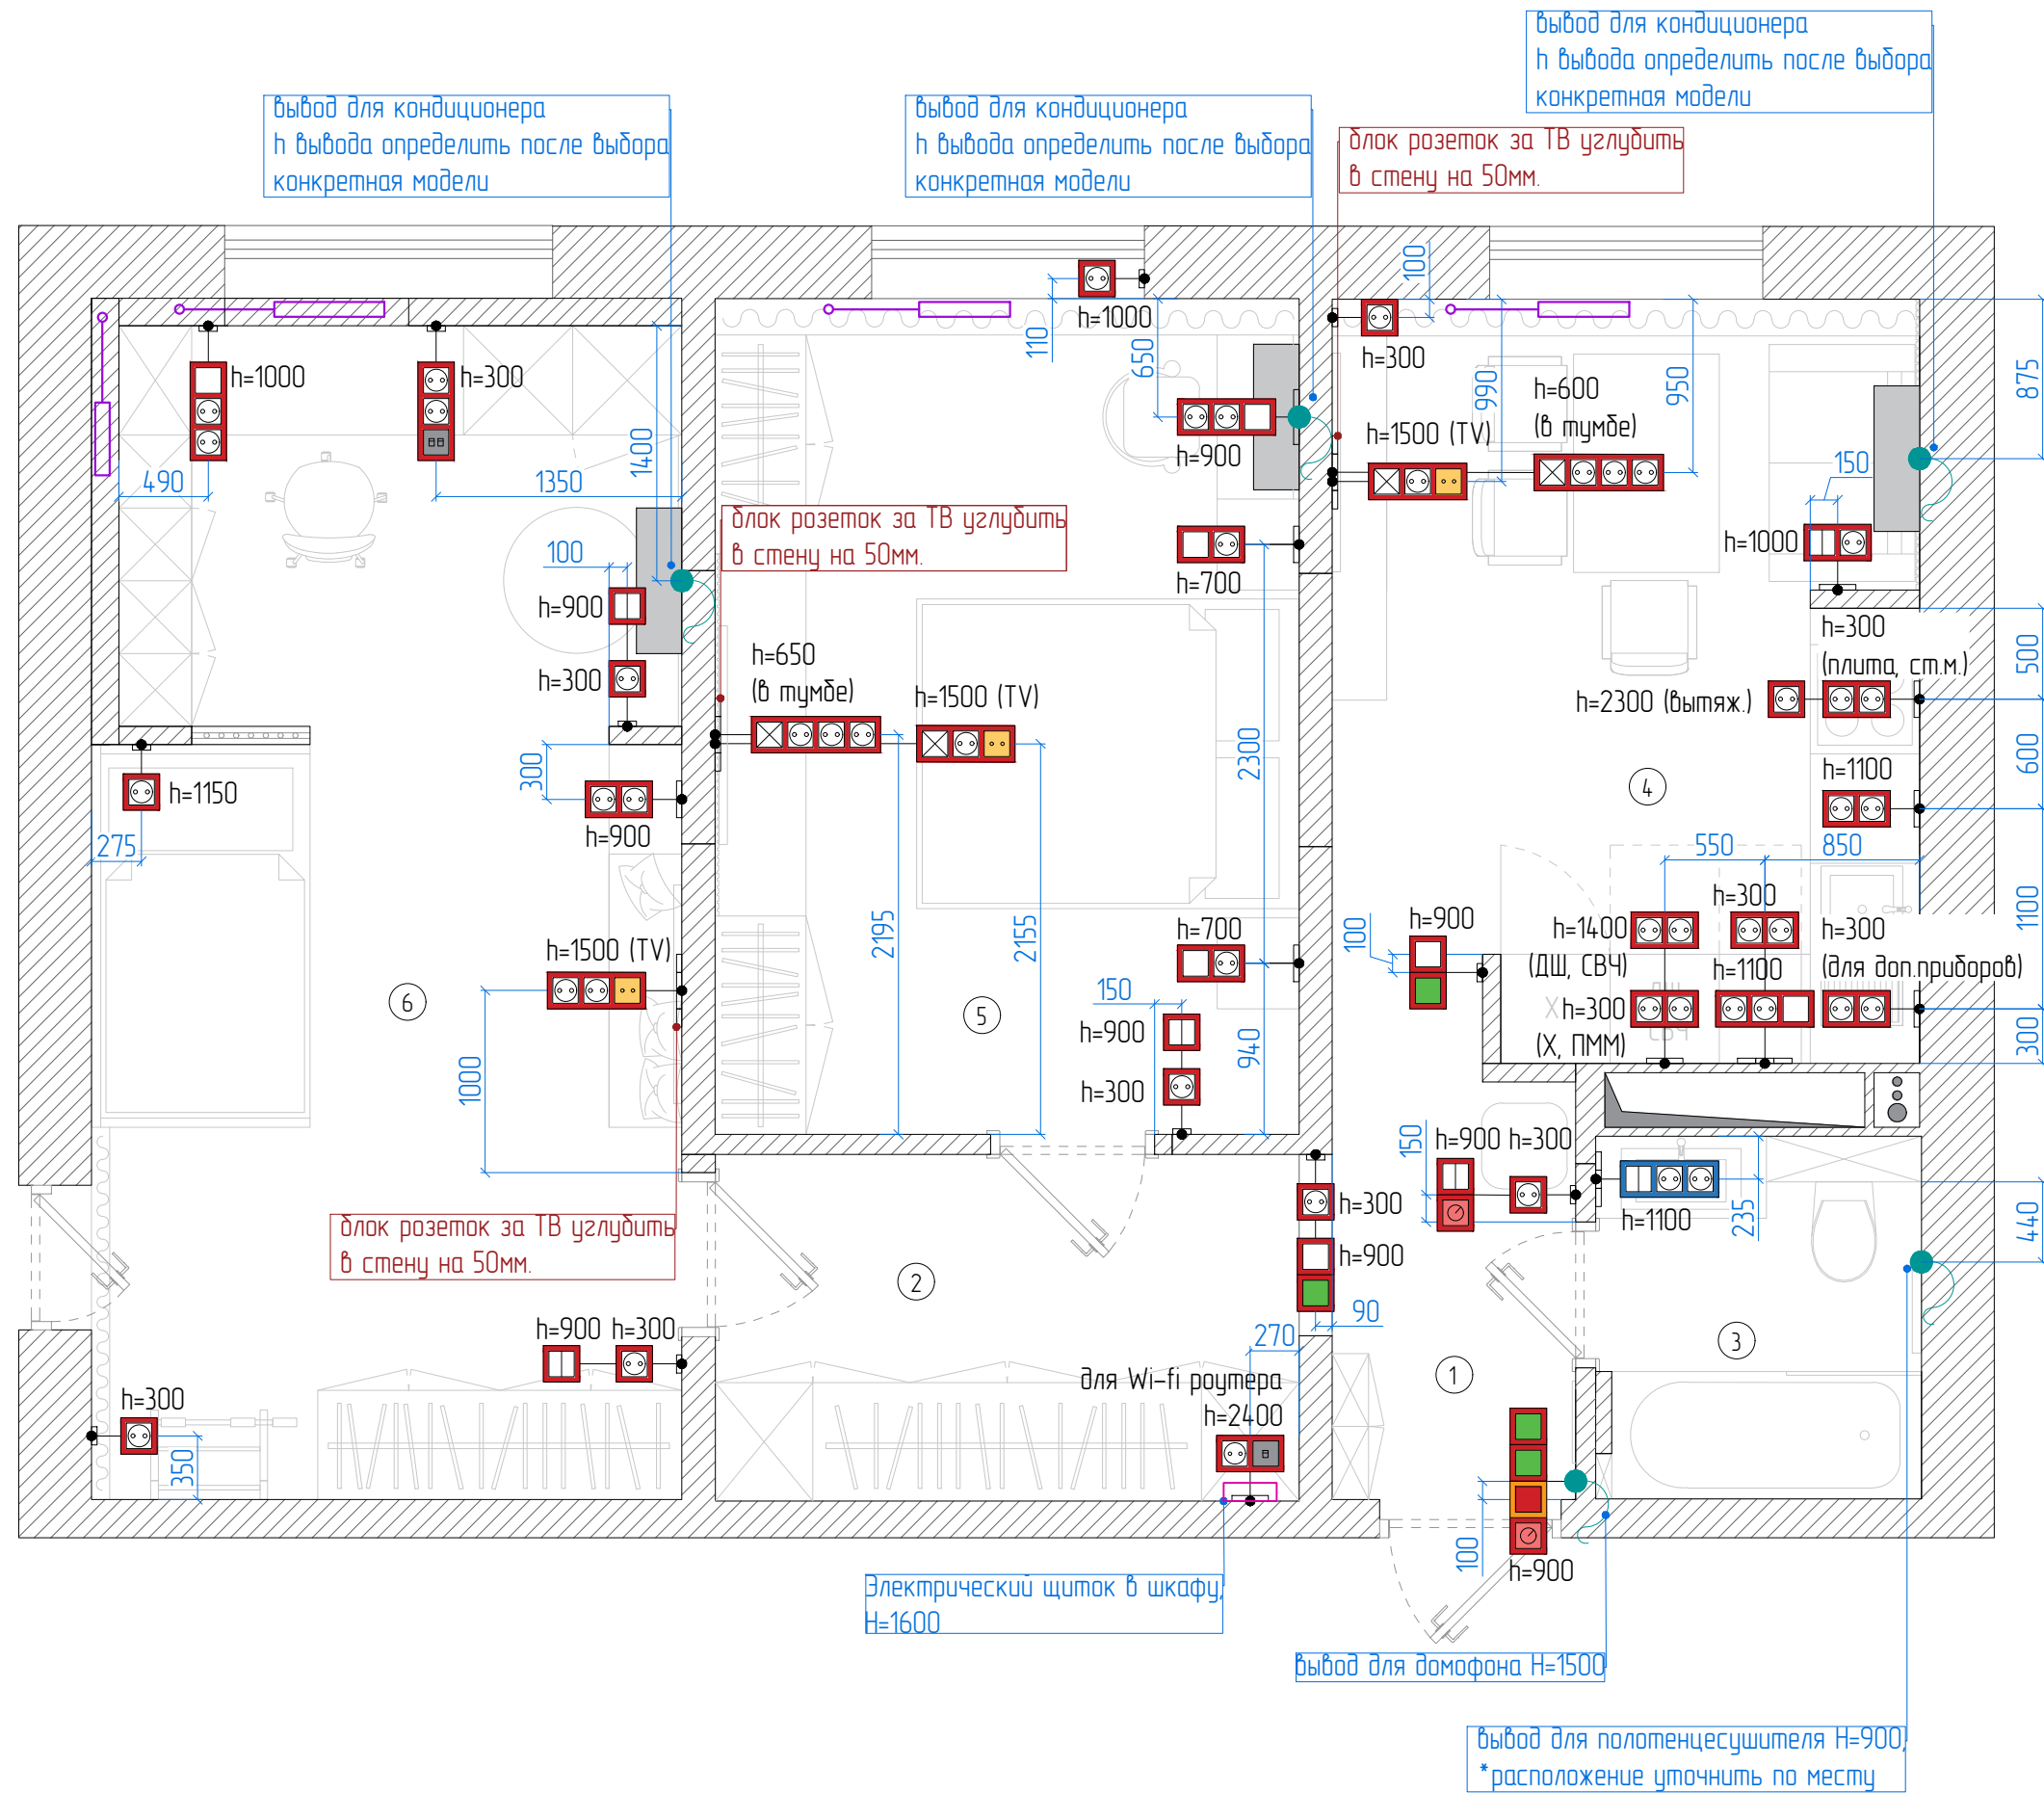 вывод для кондиционера
h вывода определить после выбора
конкретная модели
вывод для кондиционера
h вывода определить после выбора
конкретная модели
вывод для кондиционера
h вывода определить после выбора
конкретная модели
блок розеток за ТВ углубить
в стену на 50мм.
100
h=1000
110
650
h=300
990
950
875
h=1000
h=300
490
1350
1400
h=900
h=600
(в тумбе)
h=1500 (TV)
150
h=1000
блок розеток за ТВ углубить
в стену на 50мм.
100
h=900
h=300
h=700
h=650
(в тумбе)
h=1500 (TV)
h=300
(плита, ст.м.)
h=2300 (вытяж.)
500
600
300
h=1150
275
h=900
2300
4
h=1100
550
850
2195
2155
h=1500 (TV)
6
1000
5
h=700
150
h=900
h=300
940
h=900
100
h=300
h=1400
(ДШ, СВЧ)
h=1100
h=300
(для доп.приборов)
Х
h=300
СВЧ
(Х, ПММ)
1100
300
150
h=900
h=300
h=1100
235
440
блок розеток за ТВ углубить
в стену на 50мм.
2
h=300
h=900
90
270
1
3
h=900
h=300
h=300
350
для Wi-fi роутера
h=2400
100
h=900
Электрический щиток в шкафу,
H=1600
вывод для домофона H=1500
вывод для полотенцесушителя H=900,
*расположение уточнить по месту